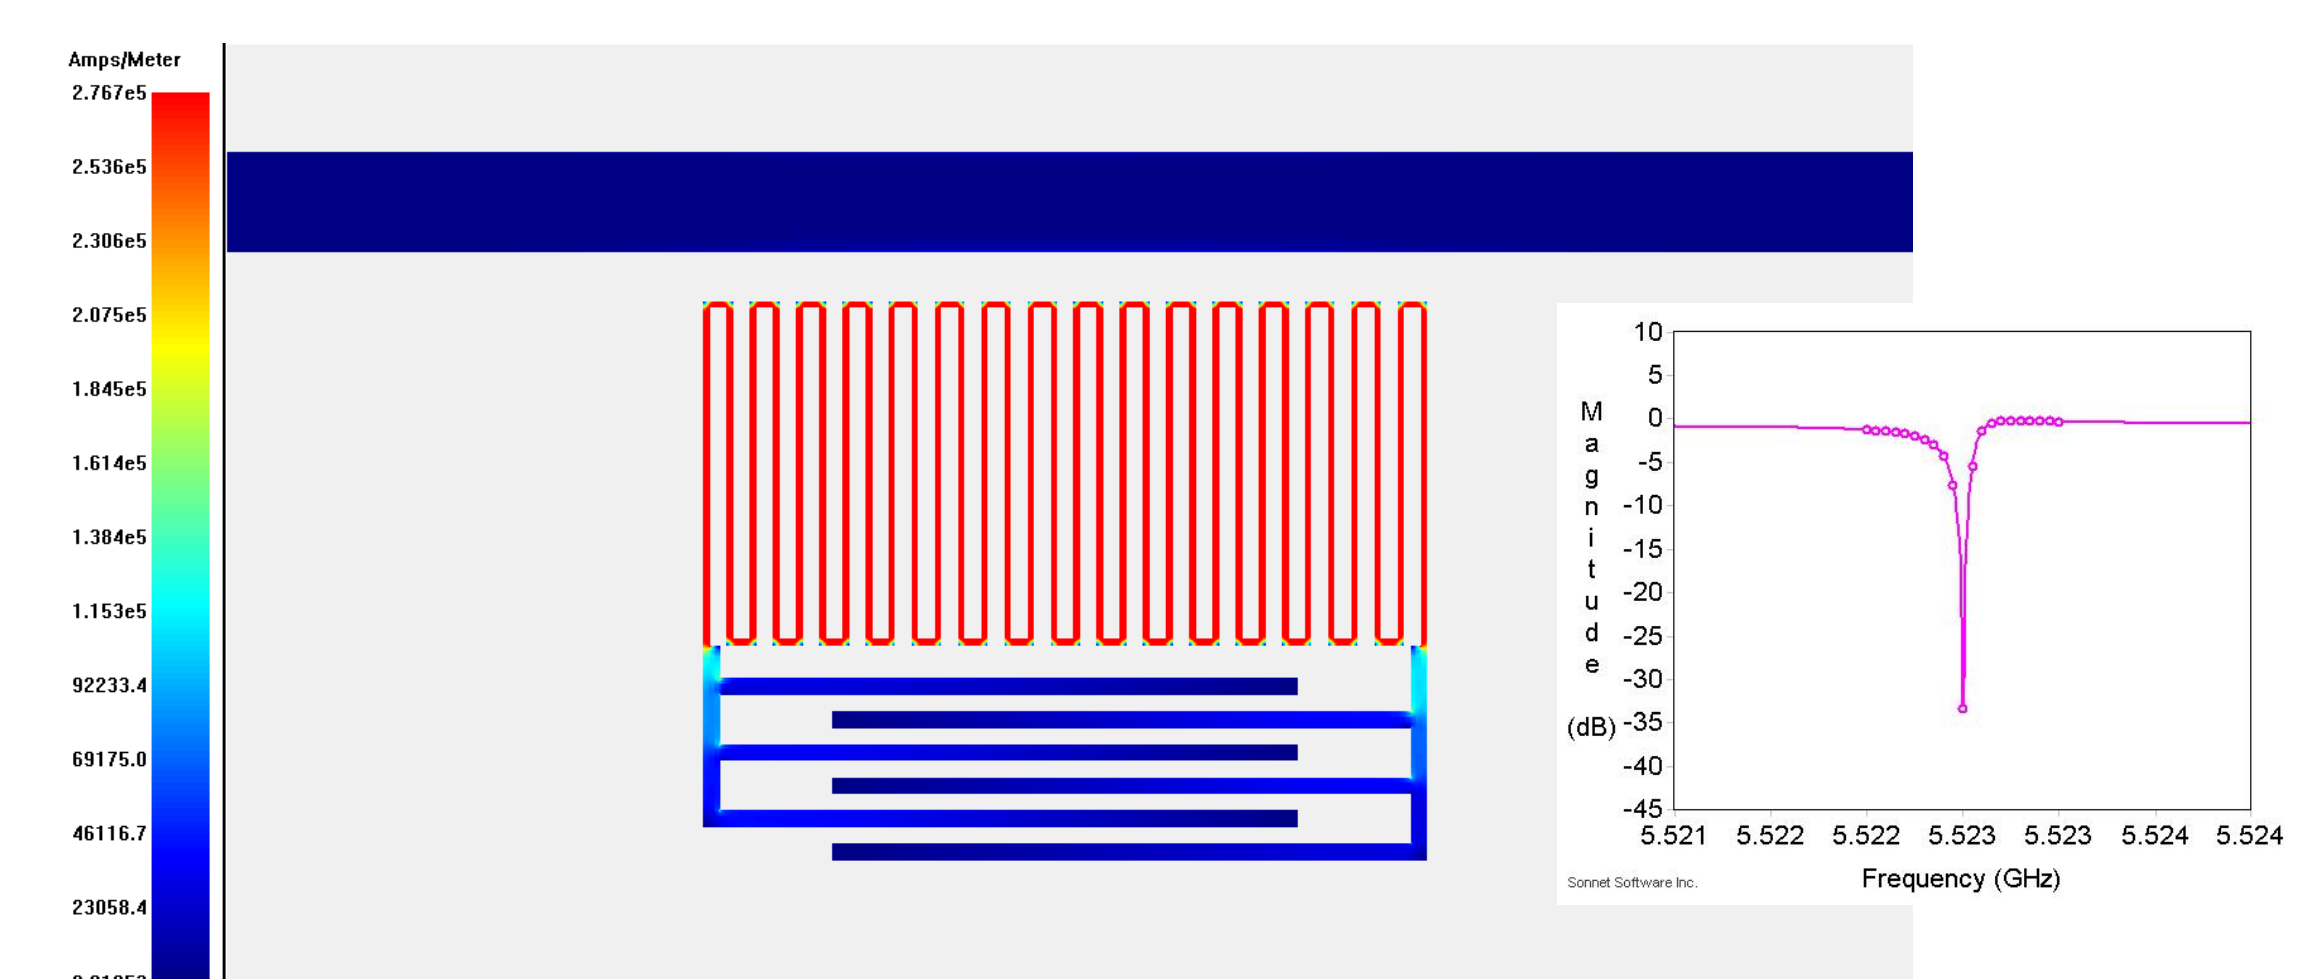 Amps/Meter
2.767e5
2.536e5
2.306e5
2.075e5
1.845e5
1.614e5
1.384e5
1.153e5
92233.4
69175.0
46116.7
23058.4
10
5
0
-5
-10
-15
-20
-25
-30
-35
-40
-45
Magnitude
(dB)
5.521 5.522 5.522 5.523 5.523 5.524 5.524
Frequency (GHz)
Sonnet Software Inc.